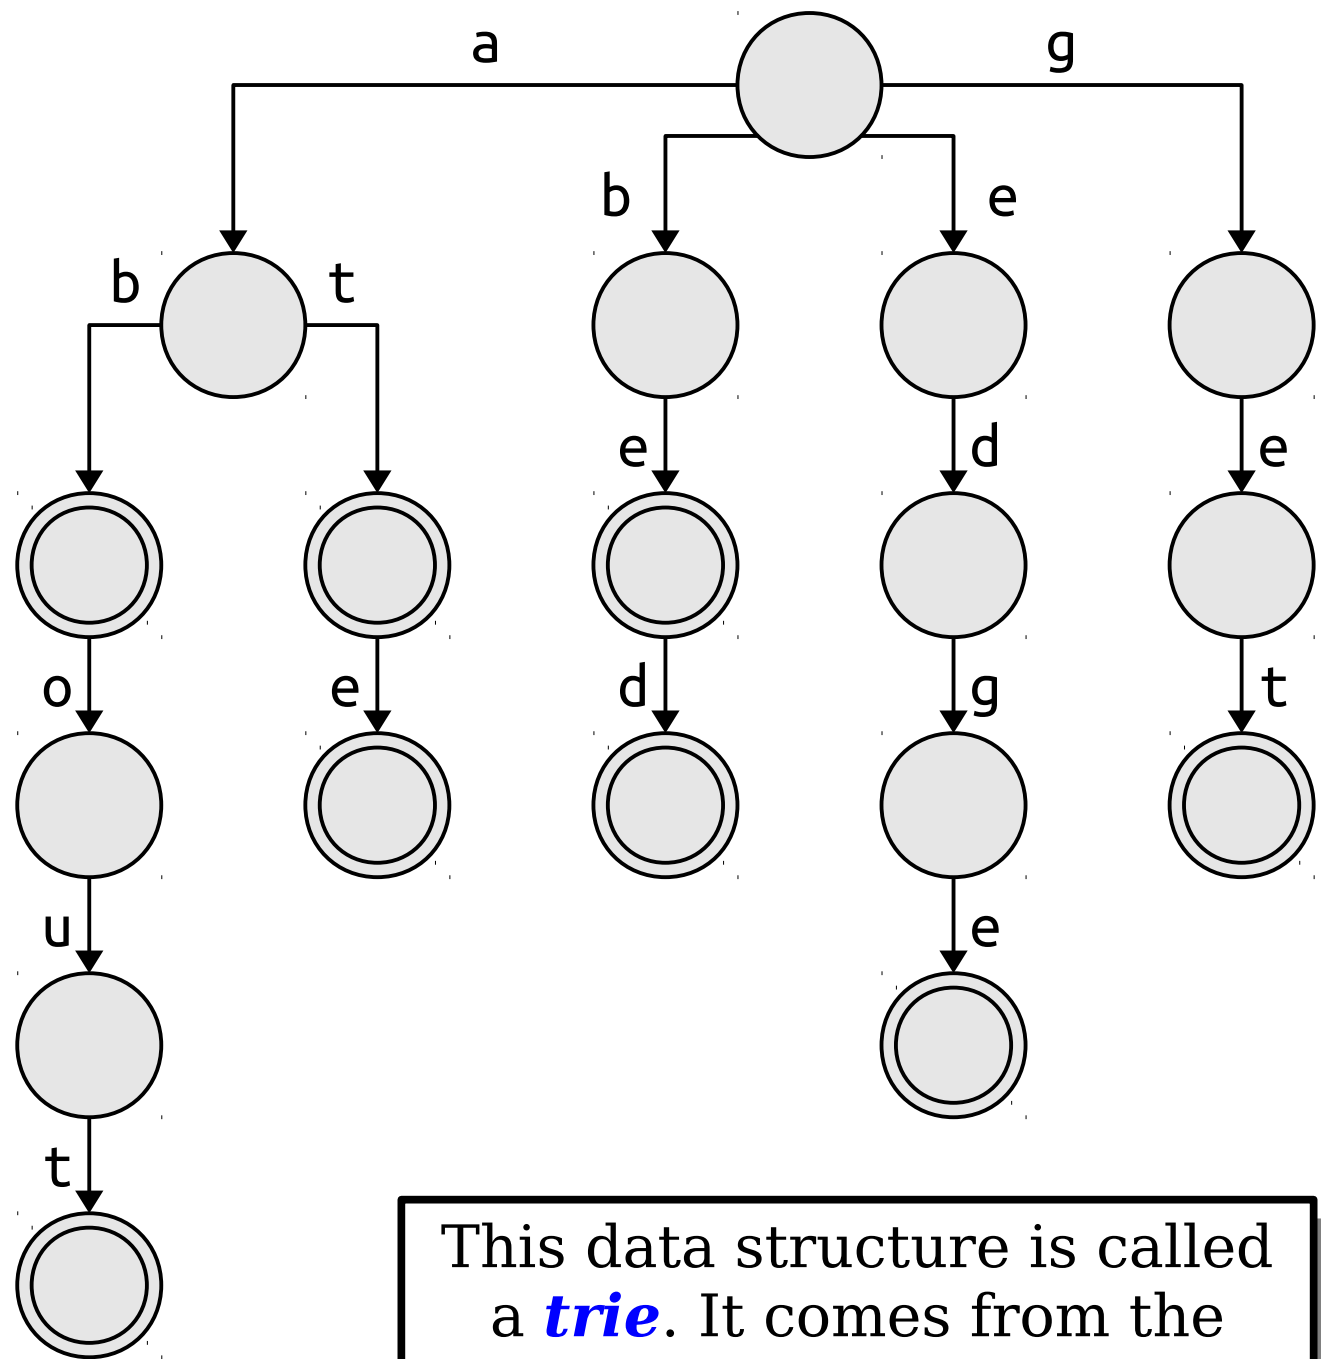 a g
b e
b t
e d e
o e d g t
u e
t
This data structure is called
a trie. It comes from the